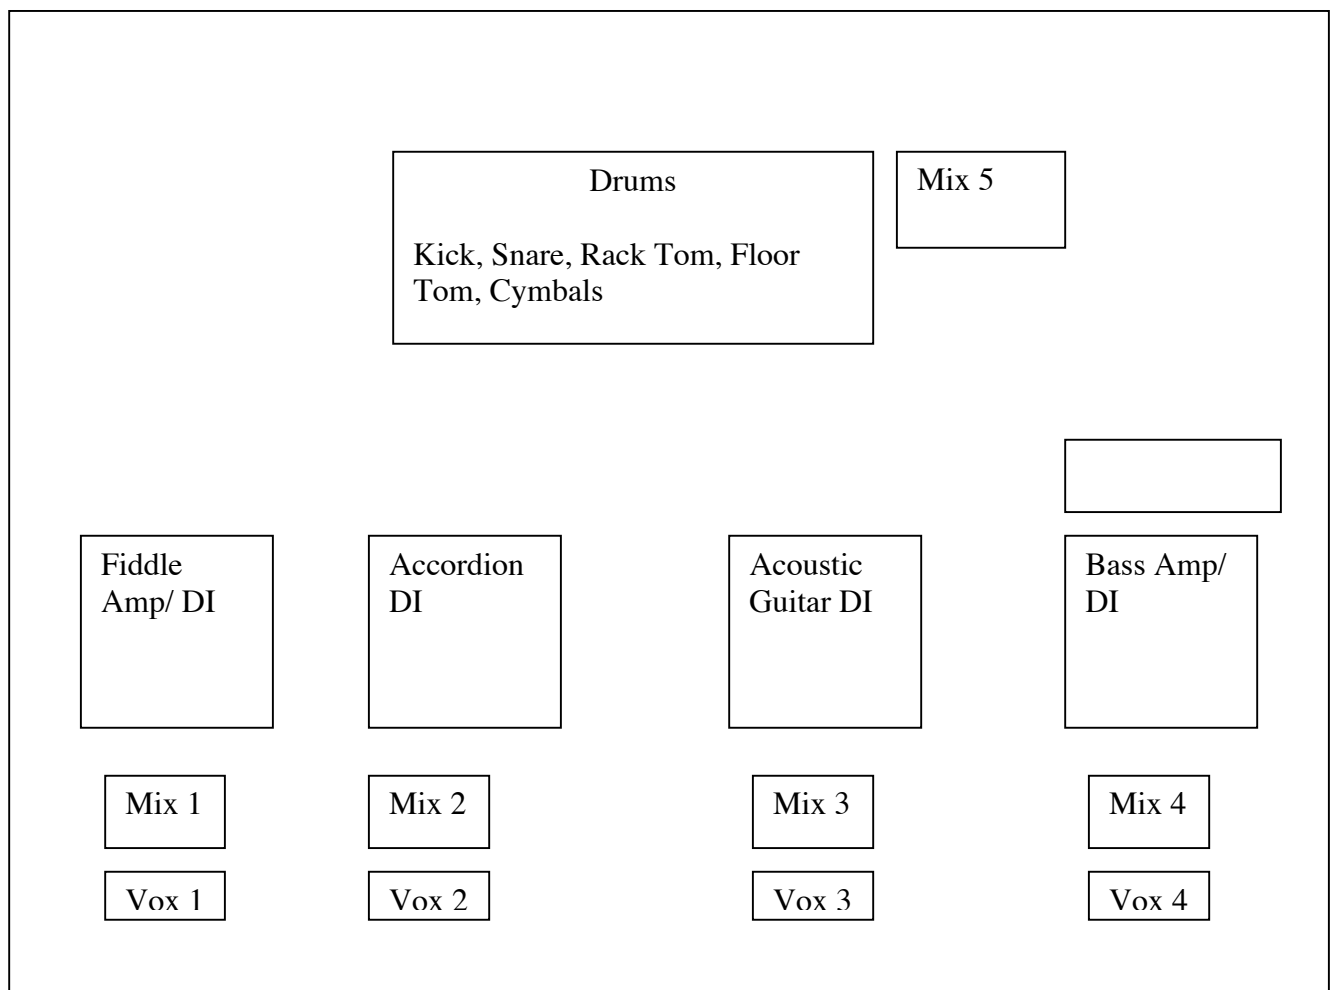 Drums
Mix 5
Kick, Snare, Rack Tom, Floor
Tom, Cymbals
Fiddle
Amp/ DI
Accordion
DI
Acoustic
Guitar DI
Bass Amp/
DI
Mix 1
Mix 2
Mix 3
Mix 4
Vox 1
Vox 2
Vox 3
Vox 4